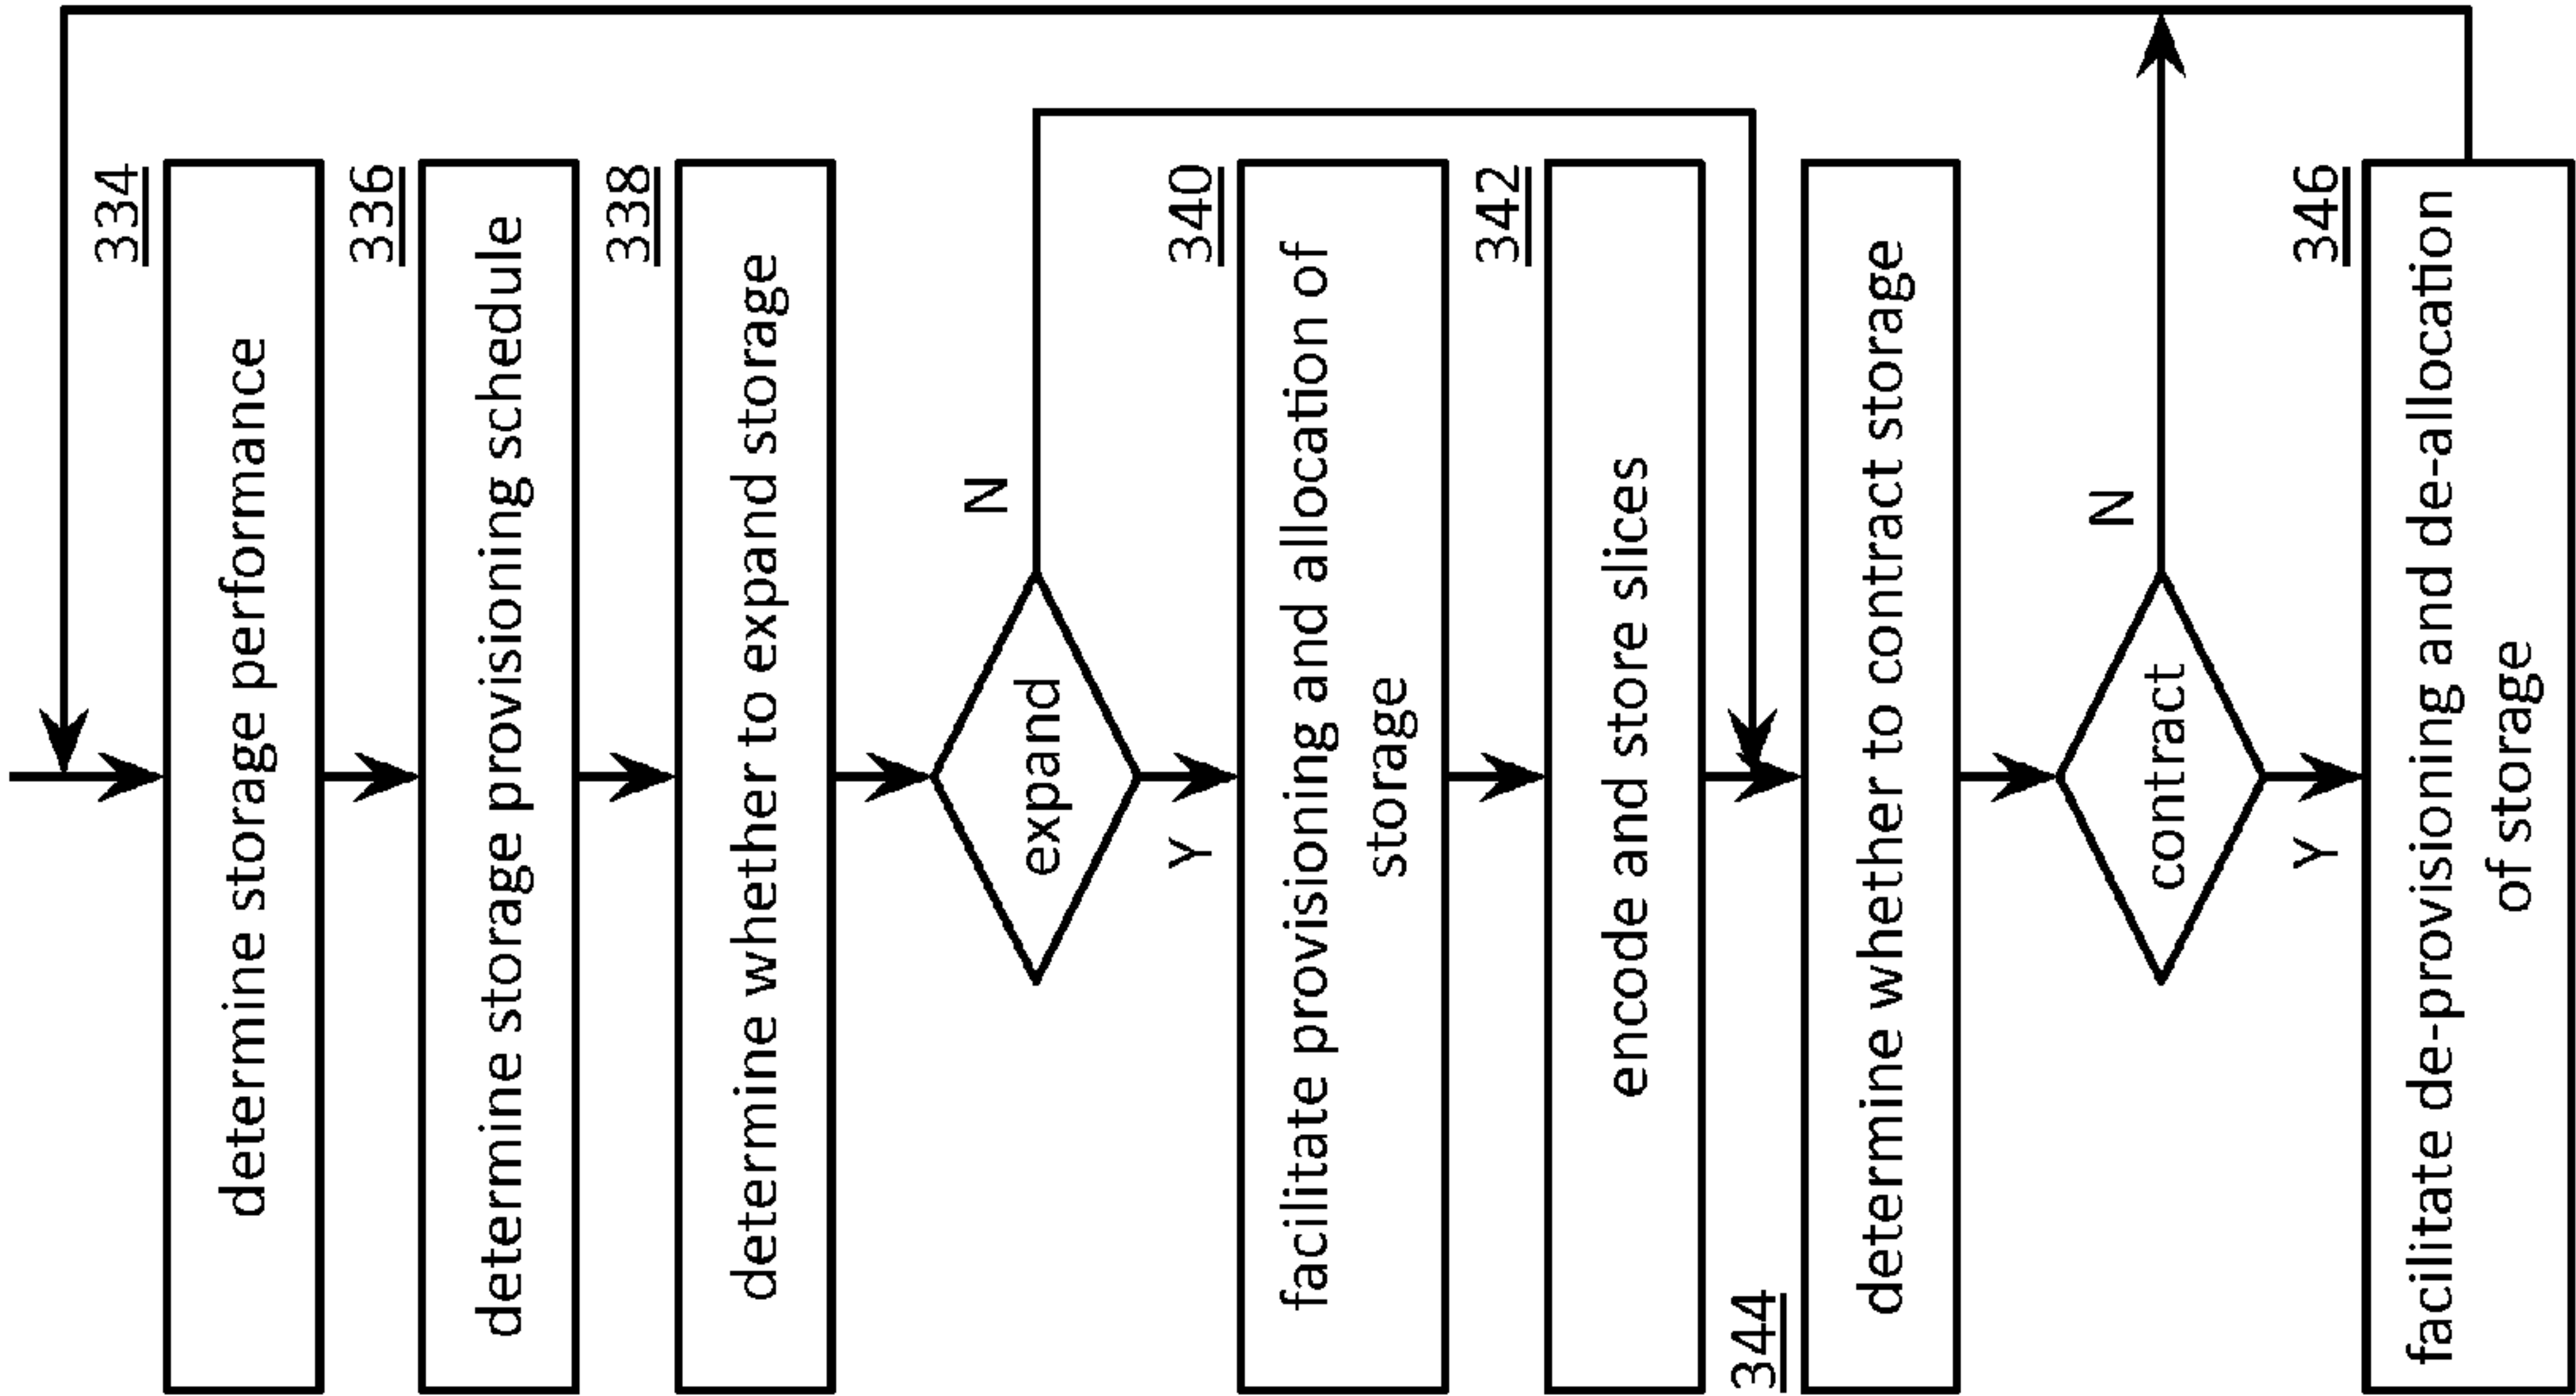 334
determine storage performance
336
determine storage provisioning schedule
338
determine whether to expand storage
expand
N
Y
340
facilitate provisioning and allocation of
storage
342
encode and store slices
344
determine whether to contract storage
contract
N
Y
346
facilitate de-provisioning and de-allocation
of storage